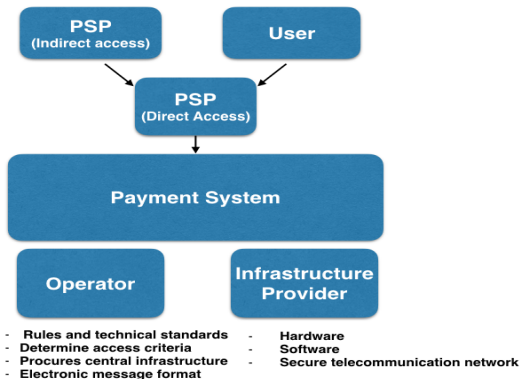 PSP
(Indirect access)
User
PSP
(Direct Access)
Payment System
Operator
Infrastructure
Provider
- Rules and technical standards
- Determine access criteria
- Procures central infrastructure
- Electronic message format
- Hardware
- Software
- Secure telecommunication network